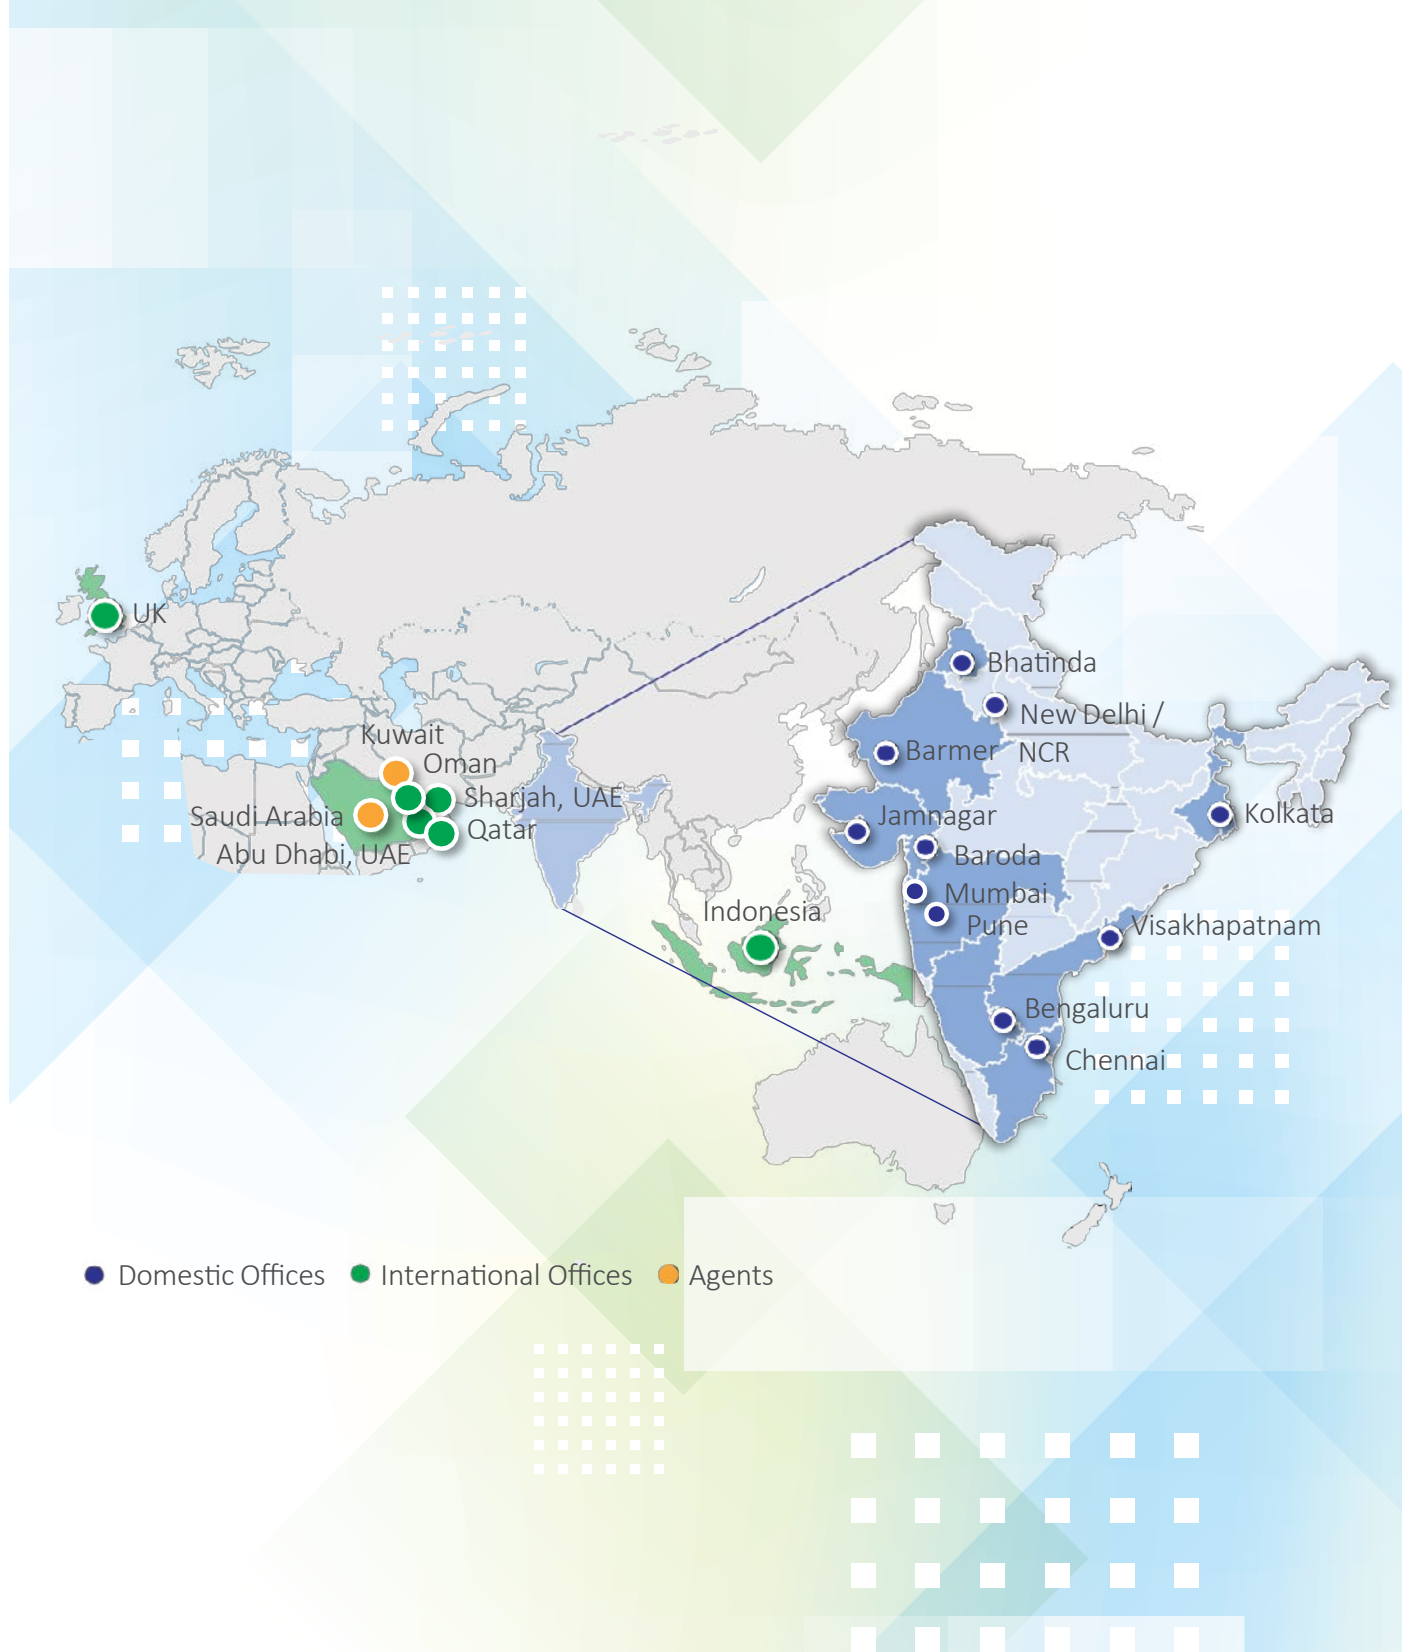 UK
Kuwait
Oman
Sharjah, UAE
Saudi Arabia
Qatar
Abu Dhabi, UAE
Indonesia
Bhatinda
New Delhi /
NCR
Barmer
Jamnagar
Kolkata
Baroda
Mumbai
Pune
Visakhapatnam
Bengaluru
Chennai
Domestic Offices
International Offices
Agents